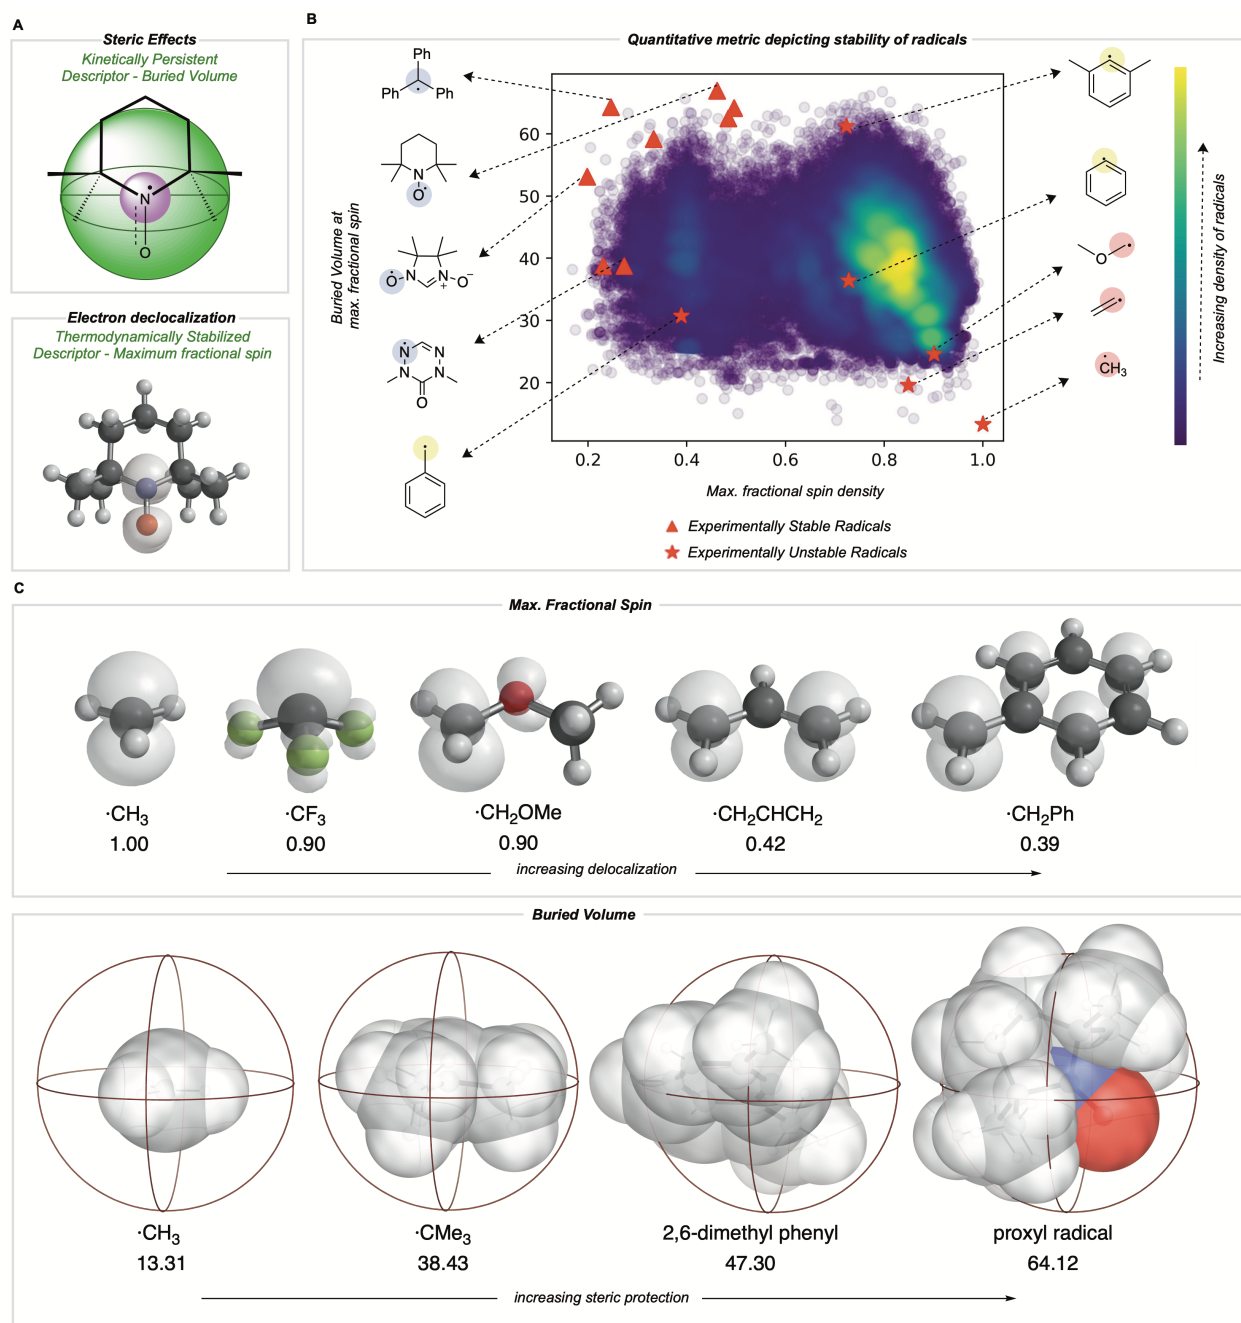 A
Steric Effects
Kinetically Persistent
Descriptor - Buried Volume
N
O
Electron declocalization
Thermodynamically Stabilized
Descriptor - Maximum fractional spin
B
Quantitative metric depicting stability of radicals
Ph
Ph
Ph
N
O
O
N
N
O⁻
+
N
N
N
N
O
Buried Volume at
max. fractional spin
60
50
40
30
20
0.2
0.4
0.6
0.8
1.0
Max. fractional spin density
Experimentally Stable Radicals
Experimentally Unstable Radicals
O
CH₃
Increasing density of radicals
C
Max. Fractional Spin
·CH₃
·CF₃
·CH₂OMe
·CH₂CHCH₂
·CH₂Ph
1.00
0.90
0.90
0.42
0.39
increasing delocalization
Buried Volume
·CH₃
·CMe₃
2,6-dimethyl phenyl
proxyl radical
13.31
38.43
47.30
64.12
increasing steric protection